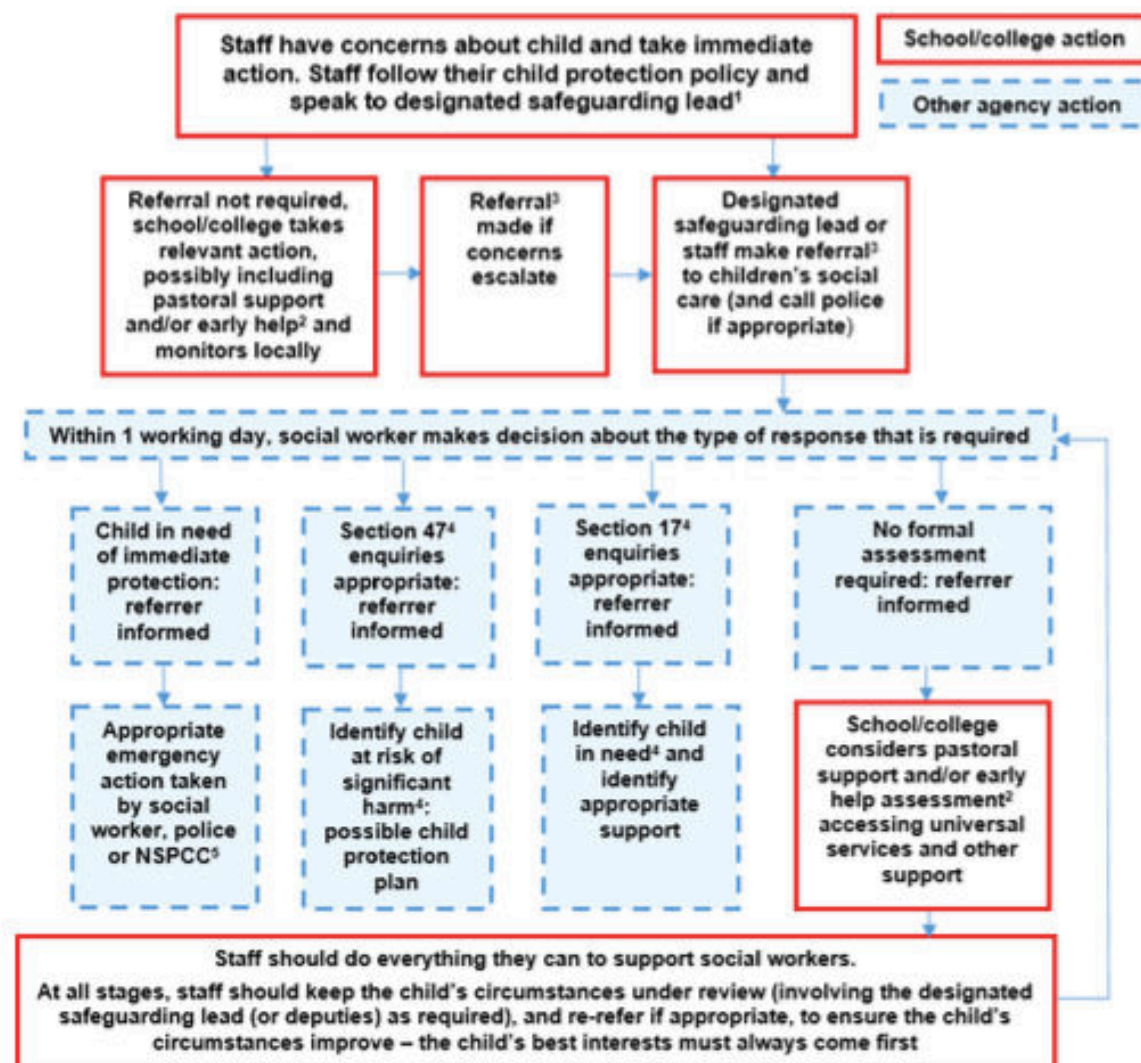 Staff have concerns about child and take immediate
action. Staff follow their child protection policy and
speak to designated safeguarding lead¹
School/college action
Other agency action
Referral not required,
school/college takes
relevant action,
possibly including
pastoral support
and/or early help² and
monitors locally
Referral³
made if
concerns
escalate
Designated
safeguarding lead or
staff make referral³
to children's social
care (and call police
if appropriate)
Within 1 working day, social worker makes decision about the type of response that is required
Child in need
of immediate
protection:
referrer
informed
Section 47⁴
enquiries
appropriate:
referrer
informed
Section 17⁴
enquiries
appropriate:
referrer
informed
No formal
assessment
required: referrer
informed
Appropriate
emergency
action taken
by social
worker, police
or NSPCC⁵
Identify child
at risk of
significant
harm⁴:
possible child
protection
plan
Identify child
in need⁴ and
identify
appropriate
support
School/college
considers pastoral
support and/or early
help assessment²
accessing universal
services and other
support
Staff should do everything they can to support social workers.
At all stages, staff should keep the child's circumstances under review (involving the designated
safeguarding lead (or deputies) as required), and re-refer if appropriate, to ensure the child's
circumstances improve – the child's best interests must always come first